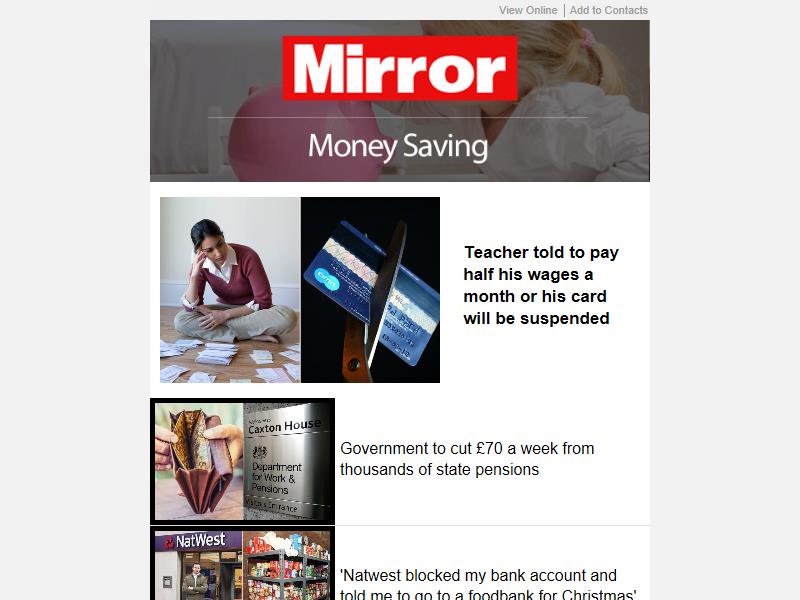 View Online | Add to Contacts
Mirror
Money Saving
Teacher told to pay
half his wages a
month or his card
will be suspended
Caxton House
Department
for Work &
Pensions
Visitors Entrance
Government to cut £70 a week from
thousands of state pensions
NatWest
'Natwest blocked my bank account and
told me to go to a foodbank for Christmas'